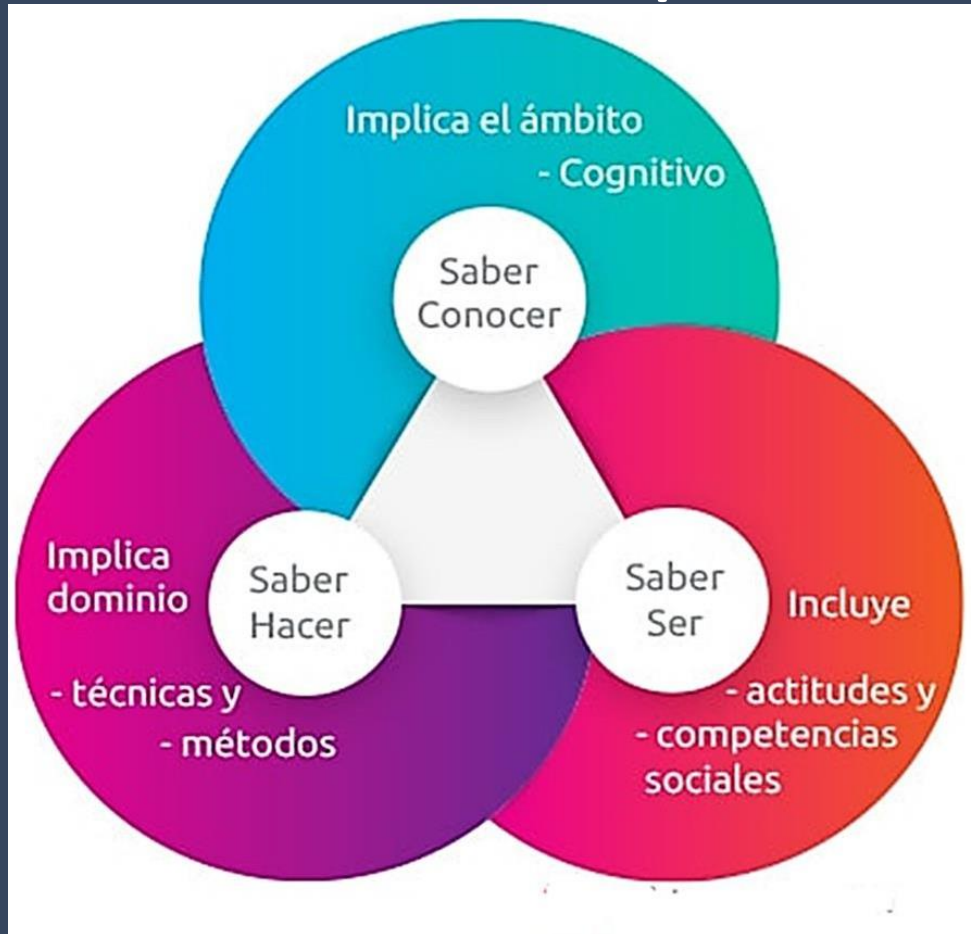 Implica el ámbito
- Cognitivo
Saber
Conocer
Implica
dominio
Saber
Hacer
- técnicas y
- métodos
Saber
Ser
Incluye
- actitudes y
- competencias
sociales